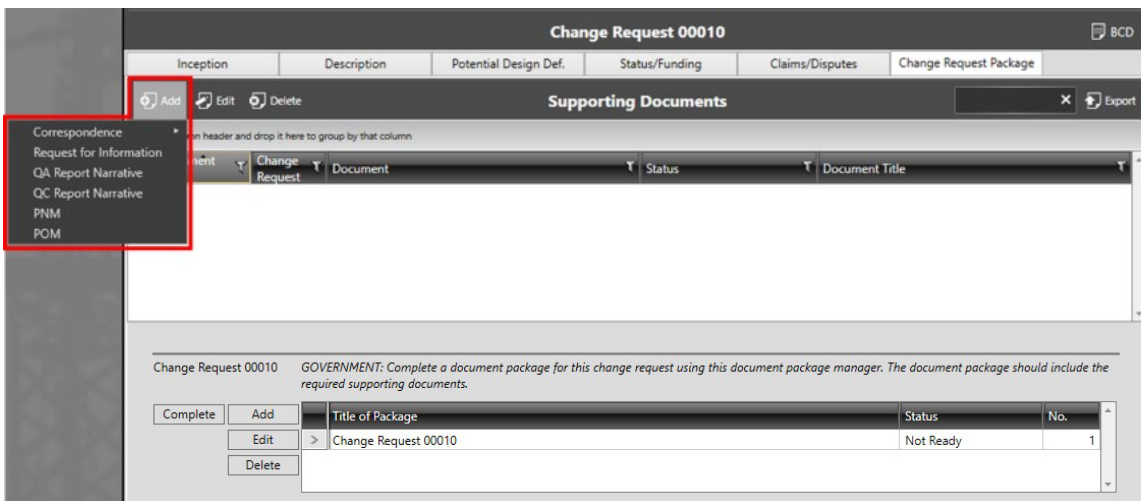 Change Request 00010
BCD
Inception
Description
Potential Design Def.
Status/Funding
Claims/Disputes
Change Request Package
Add
Edit
Delete
Supporting Documents
Export
Correspondence
Request for Information
QA Report Narrative
QC Report Narrative
PNM
POM
header and drop it here to group by that column
Change
Request
Document
Status
Document Title
Change Request 00010
GOVERNMENT: Complete a document package for this change request using this document package manager. The document package should include the
required supporting documents.
Complete
Add
Edit
Delete
Title of Package
Status
No.
Change Request 00010
Not Ready
1